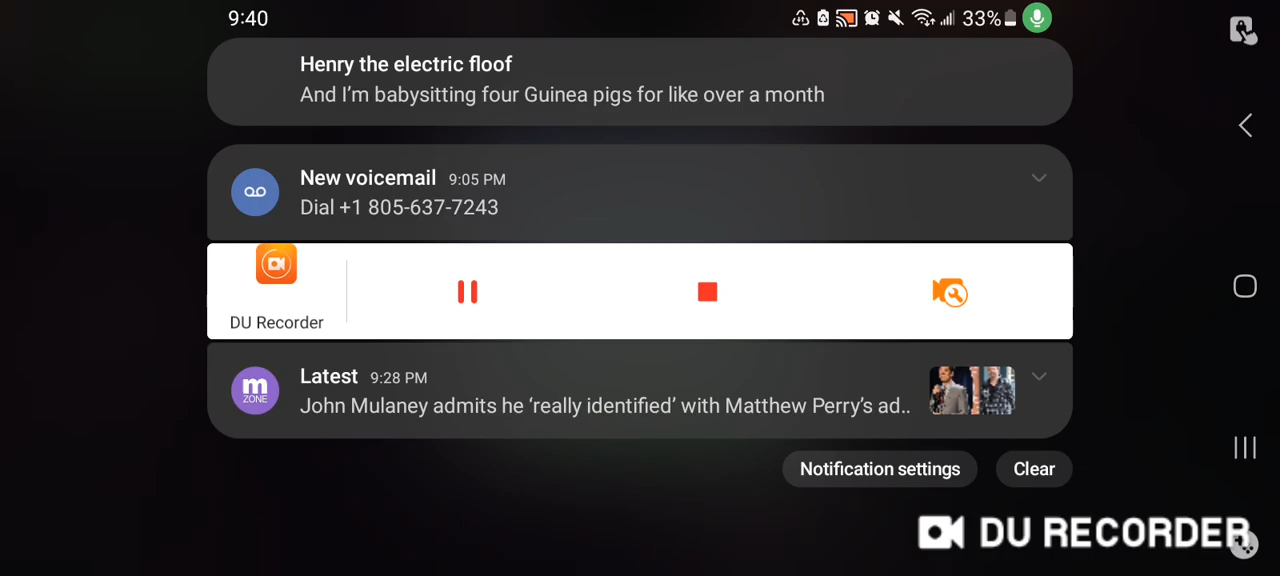 9:40
33%
Henry the electric floof
And I'm babysitting four Guinea pigs for like over a month
New voicemail 9:05 PM
Dial +1 805-637-7243
DU Recorder
m
ZONE
Latest 9:28 PM
John Mulaney admits he 'really identified' with Matthew Perry's ad..
Notification settings
Clear
DU RECORDER